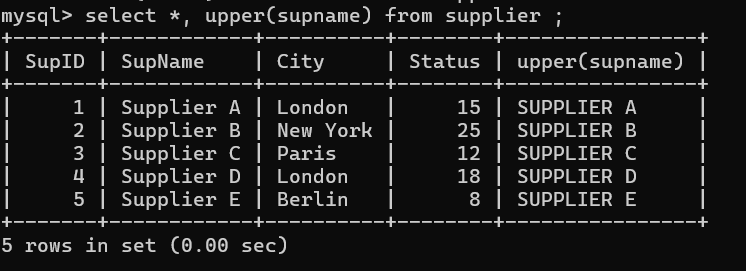 mysql> select *, upper(supname) from supplier ;
+-------+------------+----------+--------+----------------+
| SupID | SupName    | City     | Status | upper(supname) |
+-------+------------+----------+--------+----------------+
|     1 | Supplier A | London   |     15 | SUPPLIER A     |
|     2 | Supplier B | New York |     25 | SUPPLIER B     |
|     3 | Supplier C | Paris    |     12 | SUPPLIER C     |
|     4 | Supplier D | London   |     18 | SUPPLIER D     |
|     5 | Supplier E | Berlin   |      8 | SUPPLIER E     |
+-------+------------+----------+--------+----------------+
5 rows in set (0.00 sec)